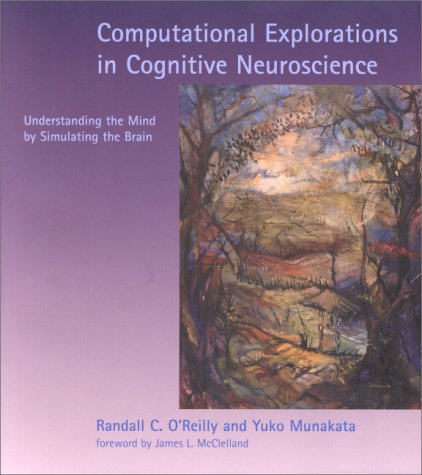 Computational Explorations
in Cognitive Neuroscience
Understanding the Mind
by Simulating the Brain
Randall C. O'Reilly and Yuko Munakata
foreword by James L. McClelland